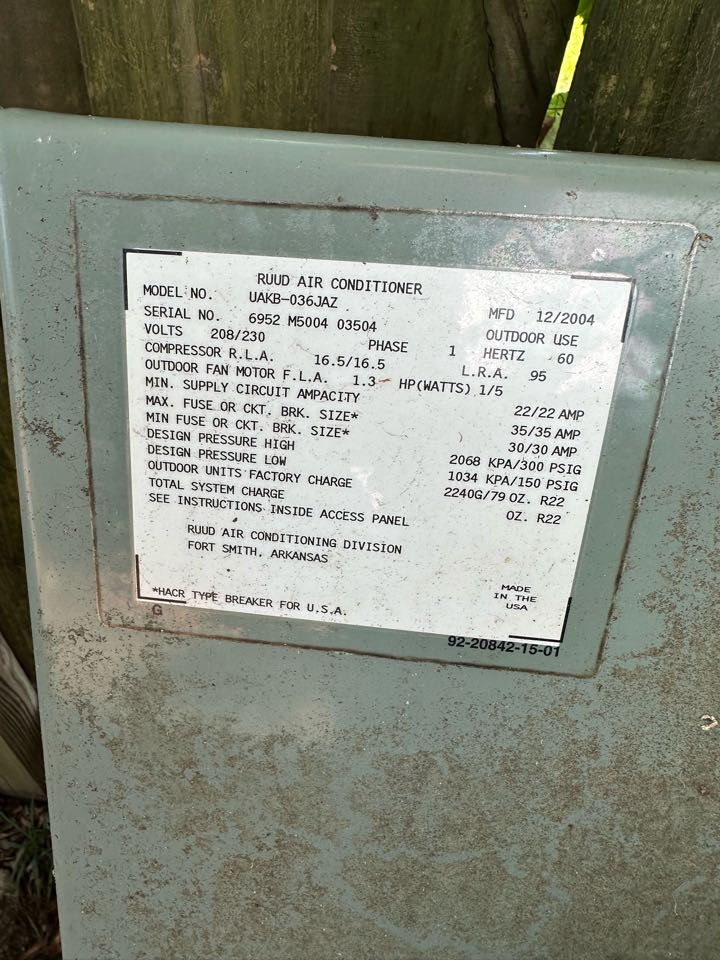 RUUD AIR CONDITIONER
MODEL NO. UAKB-036JAZ MFD 12/2004
SERIAL NO. 6952 M5004 03504 OUTDOOR USE
VOLTS 208/230 PHASE 1 HERTZ 60
COMPRESSOR R.L.A. 16.5/16.5 L.R.A. 95
OUTDOOR FAN MOTOR F.L.A. 1.3 HP(WATTS) 1/5
MIN. SUPPLY CIRCUIT AMPACITY 22/22 AMP
MAX. FUSE OR CKT. BRK. SIZE* 35/35 AMP
MIN FUSE OR CKT. BRK. SIZE* 30/30 AMP
DESIGN PRESSURE HIGH 2068 KPA/300 PSIG
DESIGN PRESSURE LOW 1034 KPA/150 PSIG
OUTDOOR UNITS FACTORY CHARGE 2240G/79 OZ. R22
TOTAL SYSTEM CHARGE OZ. R22
SEE INSTRUCTIONS INSIDE ACCESS PANEL
RUUD AIR CONDITIONING DIVISION
FORT SMITH, ARKANSAS
MADE
IN THE
USA
*HACR TYPE BREAKER FOR U.S.A.
G
92-20842-15-01